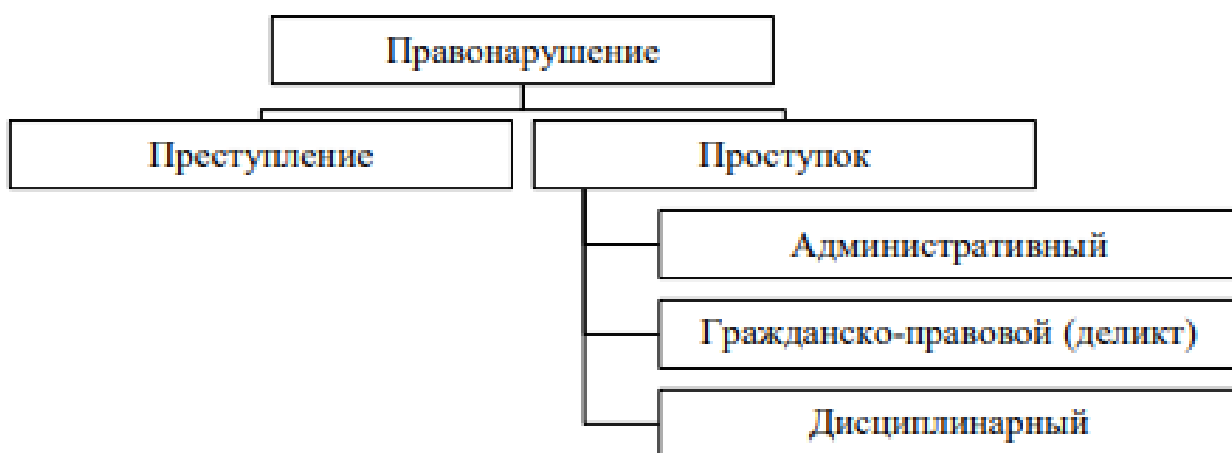 Правонарушение
Преступление
Проступок
Административный
Гражданско-правовой (деликт)
Дисциплинарный